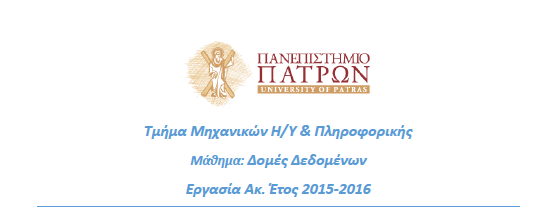 ΠΑΝΕΠΙΣΤΗΜΙΟ
ΠΑΤΡΩΝ
UNIVERSITY OF PATRAS
Τμήμα Μηχανικών Η/Υ & Πληροφορικής
Μάθημα: Δομές Δεδομένων
Εργασία Ακ. Έτος 2015-2016